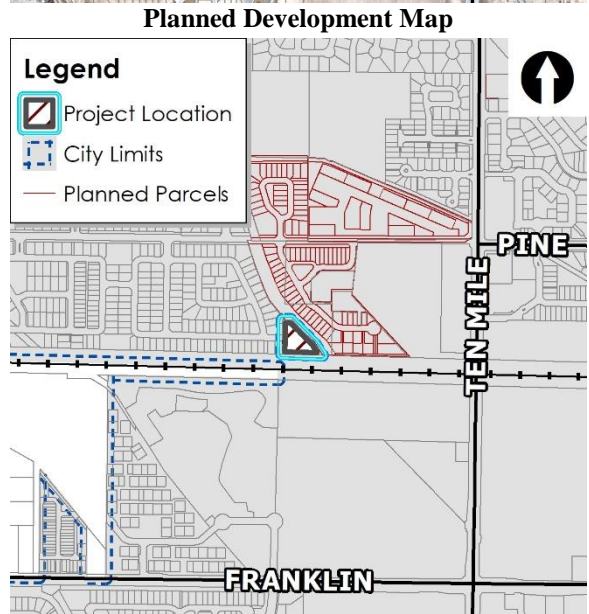 Planned Development Map
Legend
Project Location
City Limits
Planned Parcels
PINE
TEN MILE
FRANKLIN